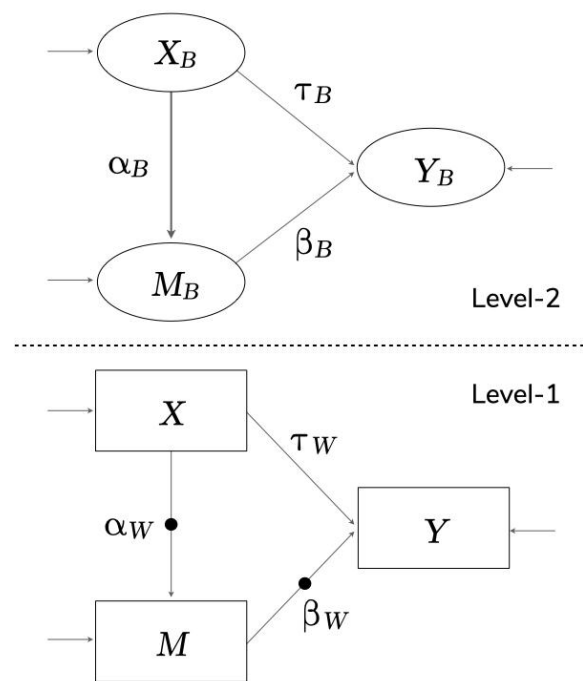 X_B
τ_B
α_B
Y_B
β_B
M_B
Level-2
Level-1
X
τ_W
α_W
Y
β_W
M